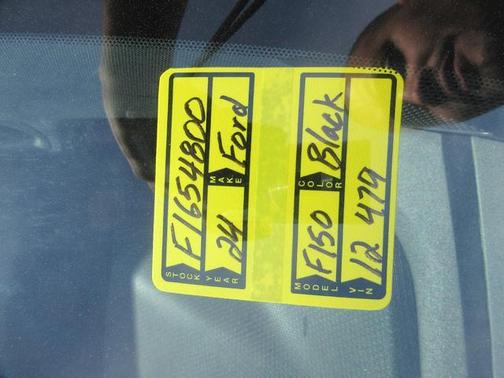 STOCK F1654800
YEAR 24 MAKE Ford
MODEL F150 COLOR Black
VIN 12 479